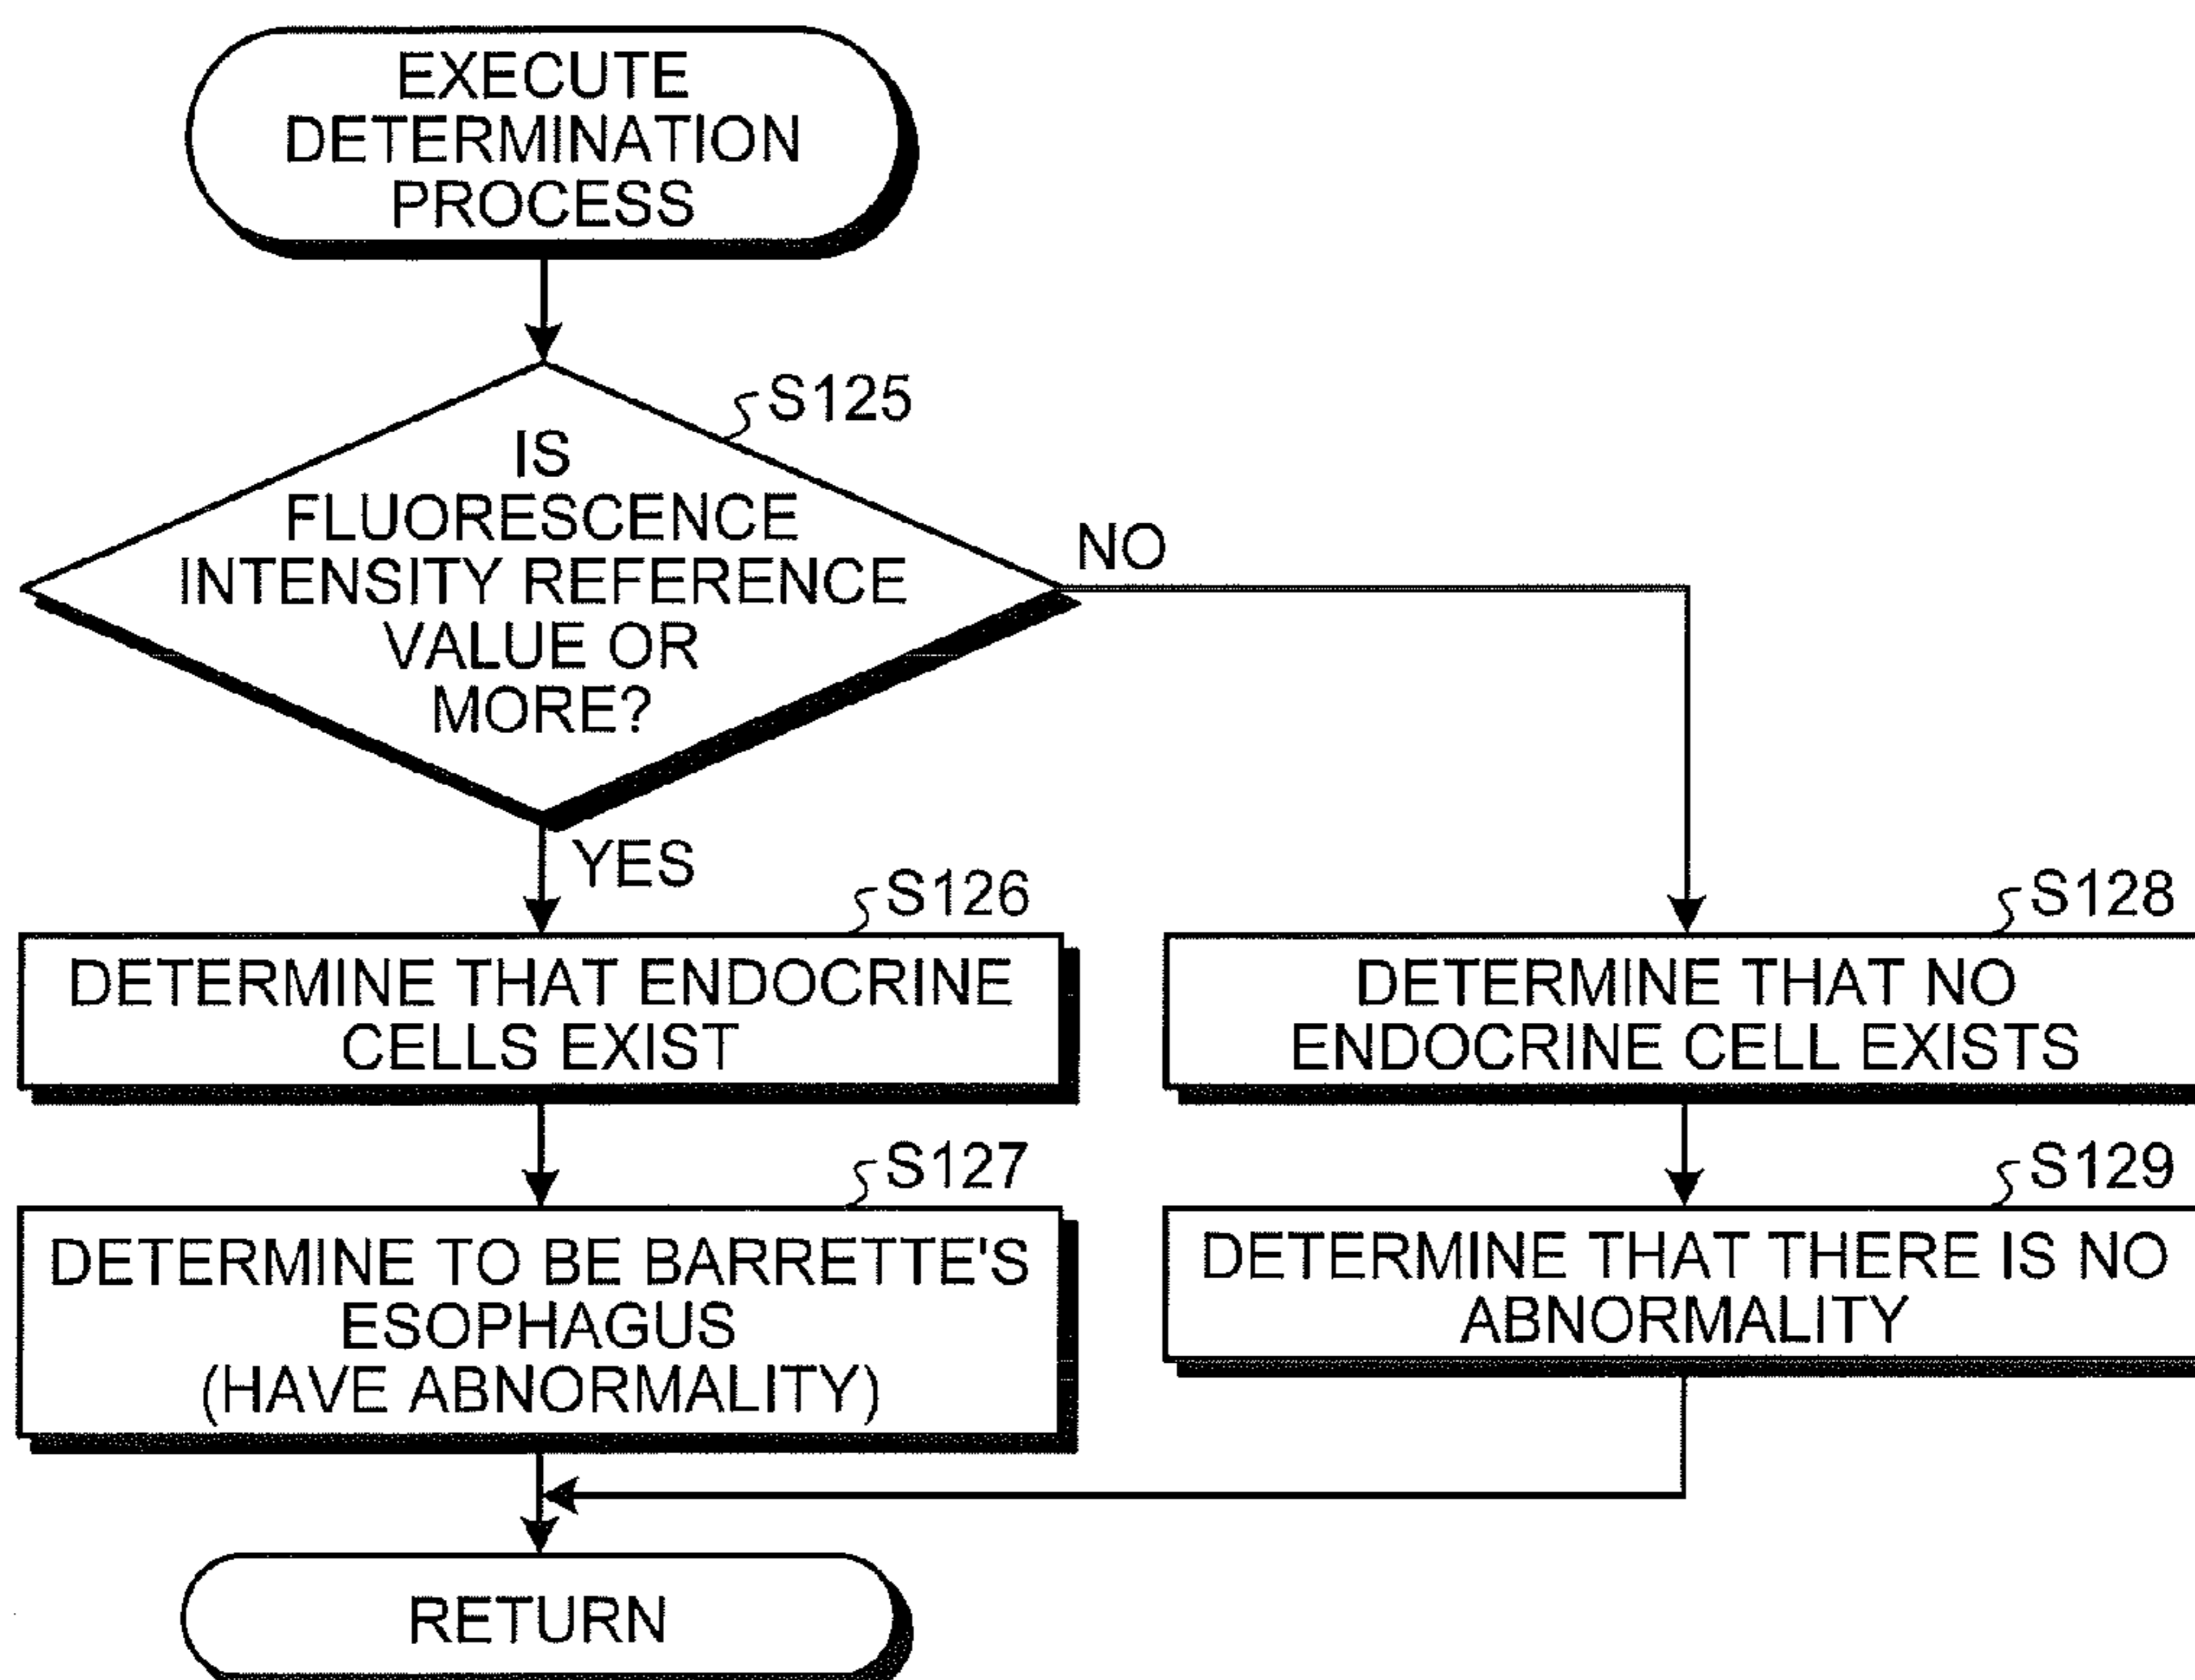 EXECUTE
DETERMINATION
PROCESS
S125
IS
FLUORESCENCE
INTENSITY REFERENCE
VALUE OR
MORE?
NO
YES
S126
DETERMINE THAT ENDOCRINE
CELLS EXIST
S128
DETERMINE THAT NO
ENDOCRINE CELL EXISTS
S127
DETERMINE TO BE BARRETTE'S
ESOPHAGUS
(HAVE ABNORMALITY)
S129
DETERMINE THAT THERE IS NO
ABNORMALITY
RETURN